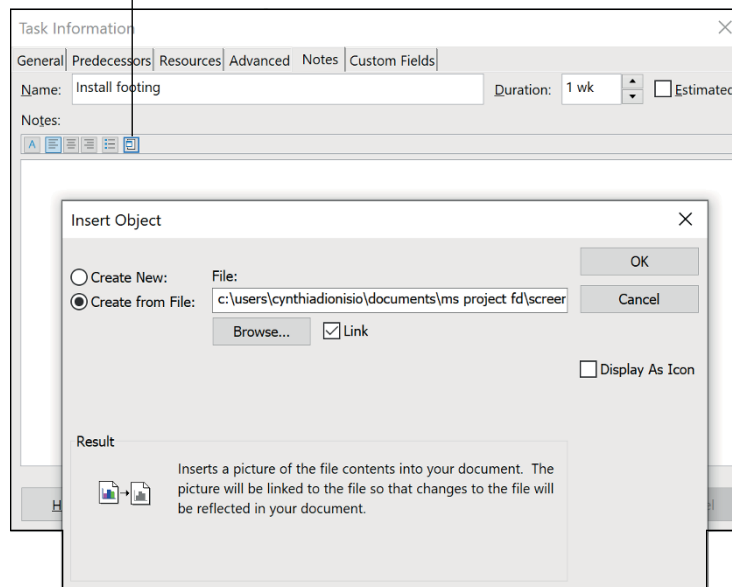 Task Information
General Predecessors Resources Advanced Notes Custom Fields
Name: Install footing Duration: 1 wk Estimated
Notes:
A
Insert Object
OK
Create New: File:
Create from File: c:\users\cynthiadionisio\documents\ms project fd\screer Cancel
Browse... Link
Display As Icon
Result
Inserts a picture of the file contents into your document. The
picture will be linked to the file so that changes to the file will
be reflected in your document.